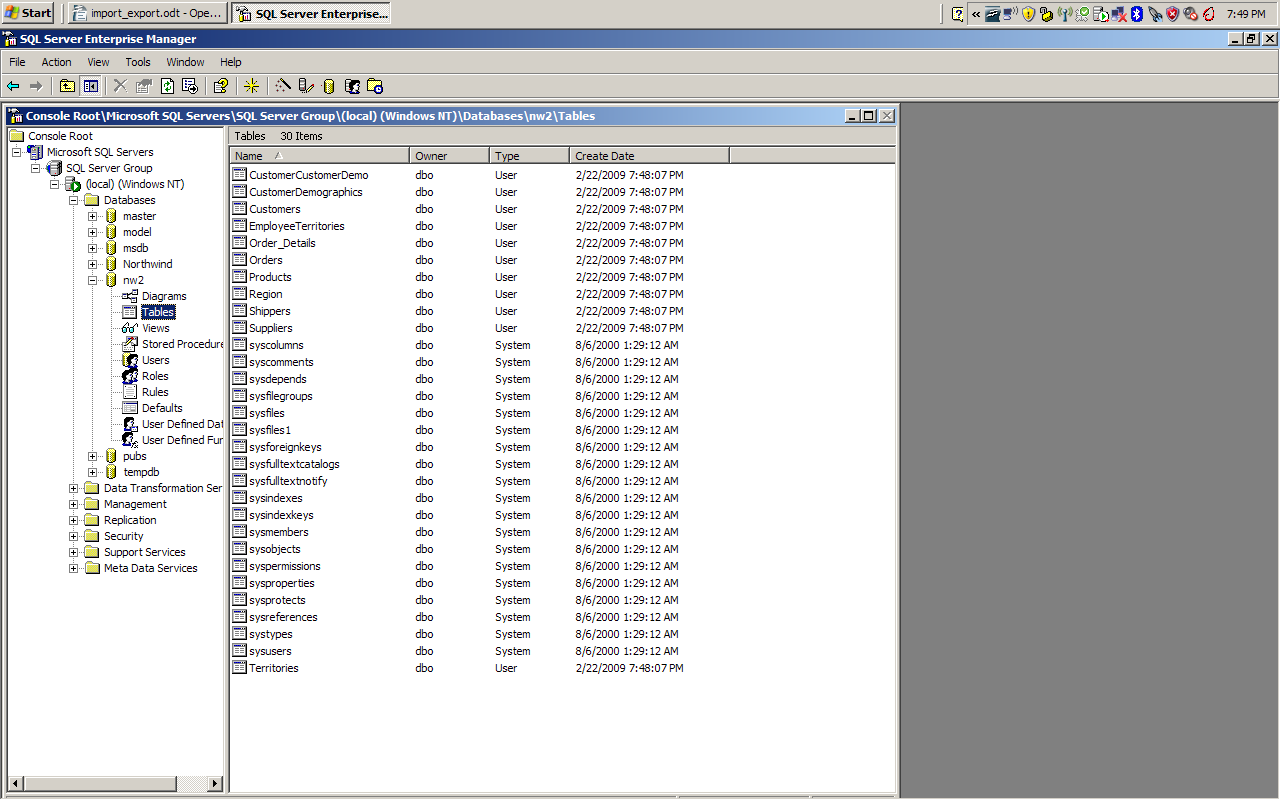 Start import_export.odt - Ope... SQL Server Enterprise... « 7:49 PM
SQL Server Enterprise Manager
File Action View Tools Window Help
Console Root\Microsoft SQL Servers\SQL Server Group\(local) (Windows NT)\Databases\nw2\Tables
Console Root
Microsoft SQL Servers
SQL Server Group
(local) (Windows NT)
Databases
master
model
msdb
Northwind
nw2
Diagrams
Tables
Views
Stored Procedure
Users
Roles
Rules
Defaults
User Defined Dat
User Defined Fun
pubs
tempdb
Data Transformation Ser
Management
Replication
Security
Support Services
Meta Data Services
Tables 30 Items
Name Owner Type Create Date
CustomerCustomerDemo dbo User 2/22/2009 7:48:07 PM
CustomerDemographics dbo User 2/22/2009 7:48:07 PM
Customers dbo User 2/22/2009 7:48:07 PM
EmployeeTerritories dbo User 2/22/2009 7:48:07 PM
Order_Details dbo User 2/22/2009 7:48:07 PM
Orders dbo User 2/22/2009 7:48:07 PM
Products dbo User 2/22/2009 7:48:07 PM
Region dbo User 2/22/2009 7:48:07 PM
Shippers dbo User 2/22/2009 7:48:07 PM
Suppliers dbo User 2/22/2009 7:48:07 PM
syscolumns dbo System 8/6/2000 1:29:12 AM
syscomments dbo System 8/6/2000 1:29:12 AM
sysdepends dbo System 8/6/2000 1:29:12 AM
sysfilegroups dbo System 8/6/2000 1:29:12 AM
sysfiles dbo System 8/6/2000 1:29:12 AM
sysfiles1 dbo System 8/6/2000 1:29:12 AM
sysforeignkeys dbo System 8/6/2000 1:29:12 AM
sysfulltextcatalogs dbo System 8/6/2000 1:29:12 AM
sysfulltextnotify dbo System 8/6/2000 1:29:12 AM
sysindexes dbo System 8/6/2000 1:29:12 AM
sysindexkeys dbo System 8/6/2000 1:29:12 AM
sysmembers dbo System 8/6/2000 1:29:12 AM
sysobjects dbo System 8/6/2000 1:29:12 AM
syspermissions dbo System 8/6/2000 1:29:12 AM
sysproperties dbo System 8/6/2000 1:29:12 AM
sysprotects dbo System 8/6/2000 1:29:12 AM
sysreferences dbo System 8/6/2000 1:29:12 AM
systypes dbo System 8/6/2000 1:29:12 AM
sysusers dbo System 8/6/2000 1:29:12 AM
Territories dbo User 2/22/2009 7:48:07 PM